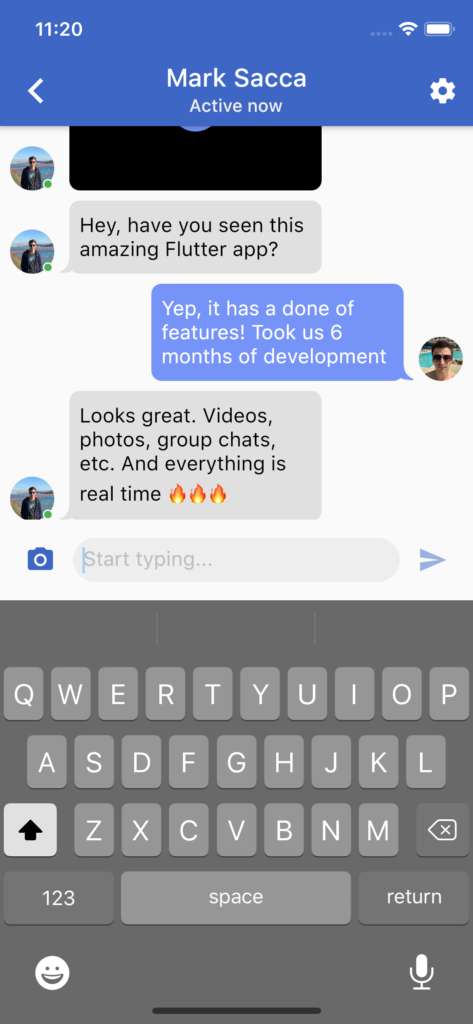 11:20
Mark Sacca
Active now
Hey, have you seen this
amazing Flutter app?
Yep, it has a done of
features! Took us 6
months of development
Looks great. Videos,
photos, group chats,
etc. And everything is
real time 🔥🔥🔥
Start typing...
Q W E R T Y U I O P
A S D F G H J K L
Z X C V B N M
123 space return